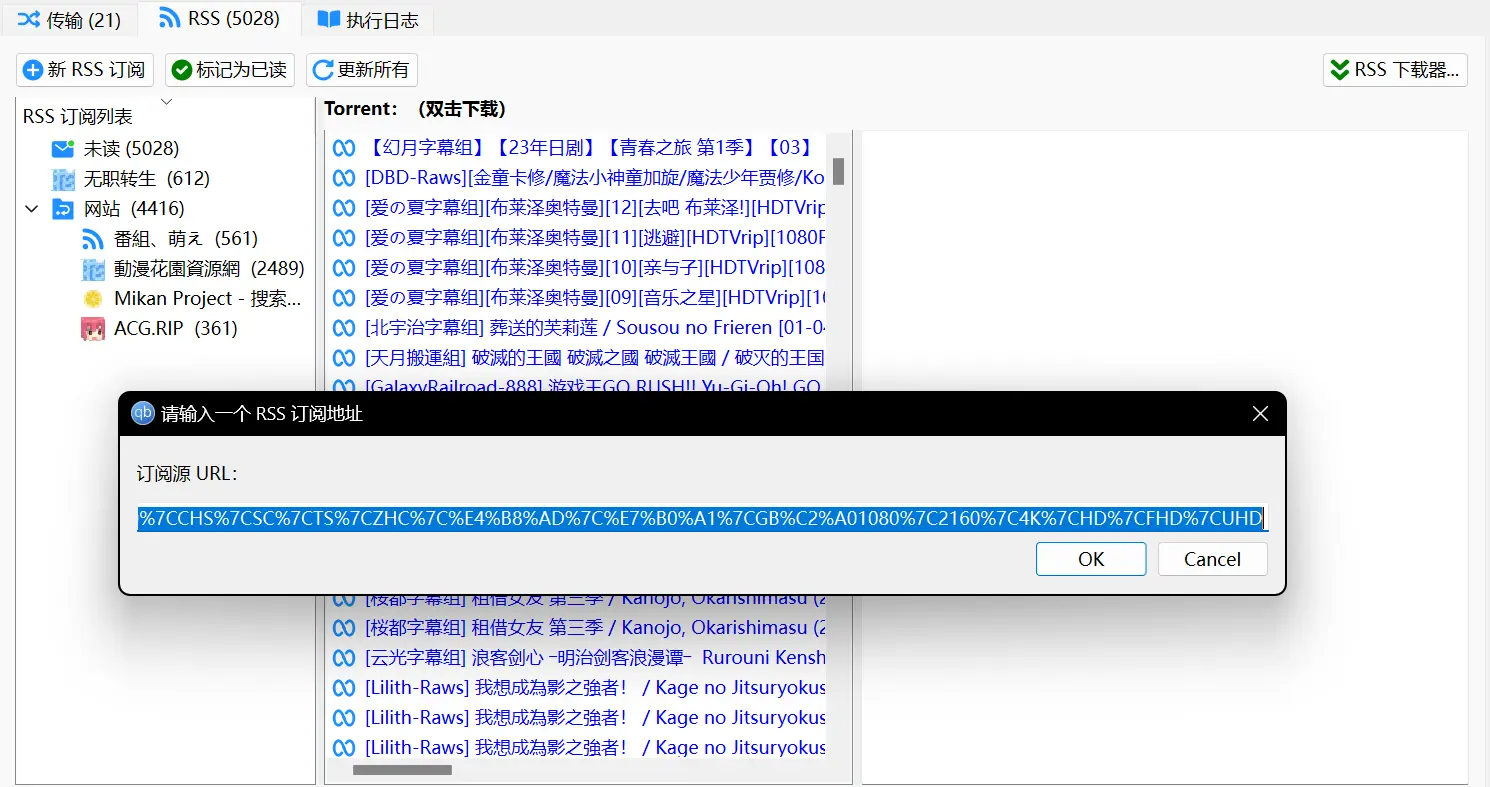 传输 (21)
RSS (5028)
执行日志
新 RSS 订阅
标记为已读
更新所有
RSS 下载器...
RSS 订阅列表
未读 (5028)
无职转生 (612)
网站 (4416)
番組、萌え (561)
動漫花園資源網 (2489)
Mikan Project - 搜索...
ACG.RIP (361)
Torrent： （双击下载）
【幻月字幕组】【23年日剧】【青春之旅 第1季】【03】
[DBD-Raws][金童卡修/魔法小神童加旋/魔法少年贾修/Ko
[爱の夏字幕组][布莱泽奥特曼][12][去吧 布莱泽!][HDTVrip
[爱の夏字幕组][布莱泽奥特曼][11][逃避][HDTVrip][1080P
[爱の夏字幕组][布莱泽奥特曼][10][亲与子][HDTVrip][108
[爱の夏字幕组][布莱泽奥特曼][09][音乐之星][HDTVrip][10
[北宇治字幕组] 葬送的芙莉莲 / Sousou no Frieren [01-04
[天月搬運組] 破滅的王國 破滅之國 破滅王國 / 破灭的王国
[GalaxyRailroad-888] 游戏王GO RUSH!! Yu-Gi-Oh! GO
qb
请输入一个 RSS 订阅地址
订阅源 URL：
%7CCHS%7CSC%7CTS%7CZHC%7C%E4%B8%AD%7C%E7%B0%A1%7CGB%C2%A01080%7C2160%7C4K%7CHD%7CFHD%7CUHD
OK
Cancel
[桜都字幕组] 租借女友 第三季 / Kanojo, Okarishimasu (2
[桜都字幕组] 租借女友 第三季 / Kanojo, Okarishimasu (2
[云光字幕组] 浪客剑心 -明治剑客浪漫谭- Rurouni Kensh
[Lilith-Raws] 我想成為影之強者！ / Kage no Jitsuryokus
[Lilith-Raws] 我想成為影之強者！ / Kage no Jitsuryokus
[Lilith-Raws] 我想成為影之強者！ / Kage no Jitsuryokus